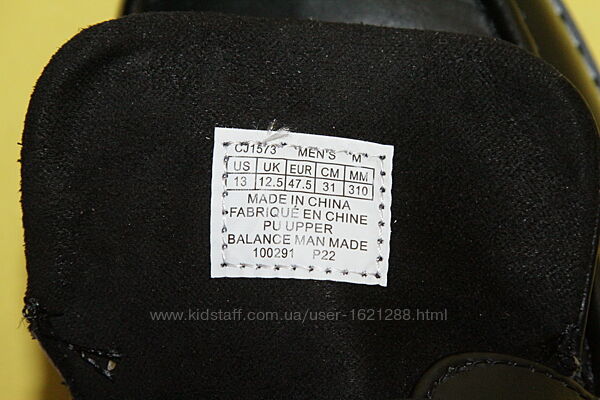 CJ1573 MEN'S M
US UK EUR CM MM
13 12.5 47.5 31 310
MADE IN CHINA
FABRIQUÉ EN CHINE
PU UPPER
BALANCE MAN MADE
100291 P22
www.kidstaff.com.ua/user-1621288.html